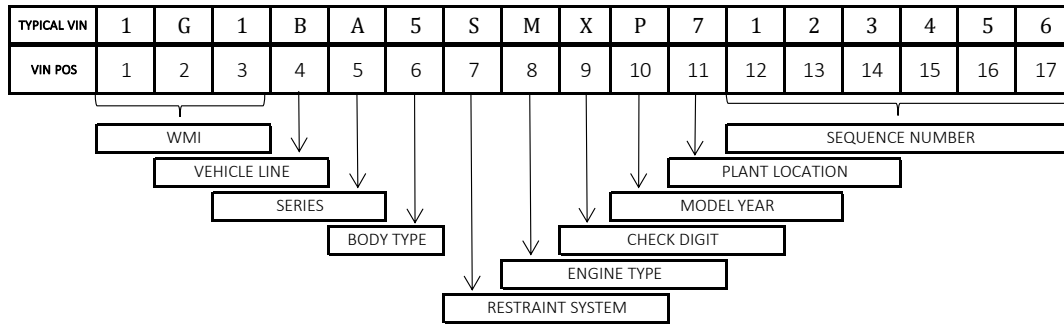 TYPICAL VIN 1 G 1 B A 5 S M X P 7 1 2 3 4 5 6
VIN POS 1 2 3 4 5 6 7 8 9 10 11 12 13 14 15 16 17
WMI SEQUENCE NUMBER
VEHICLE LINE PLANT LOCATION
SERIES MODEL YEAR
BODY TYPE CHECK DIGIT
ENGINE TYPE
RESTRAINT SYSTEM